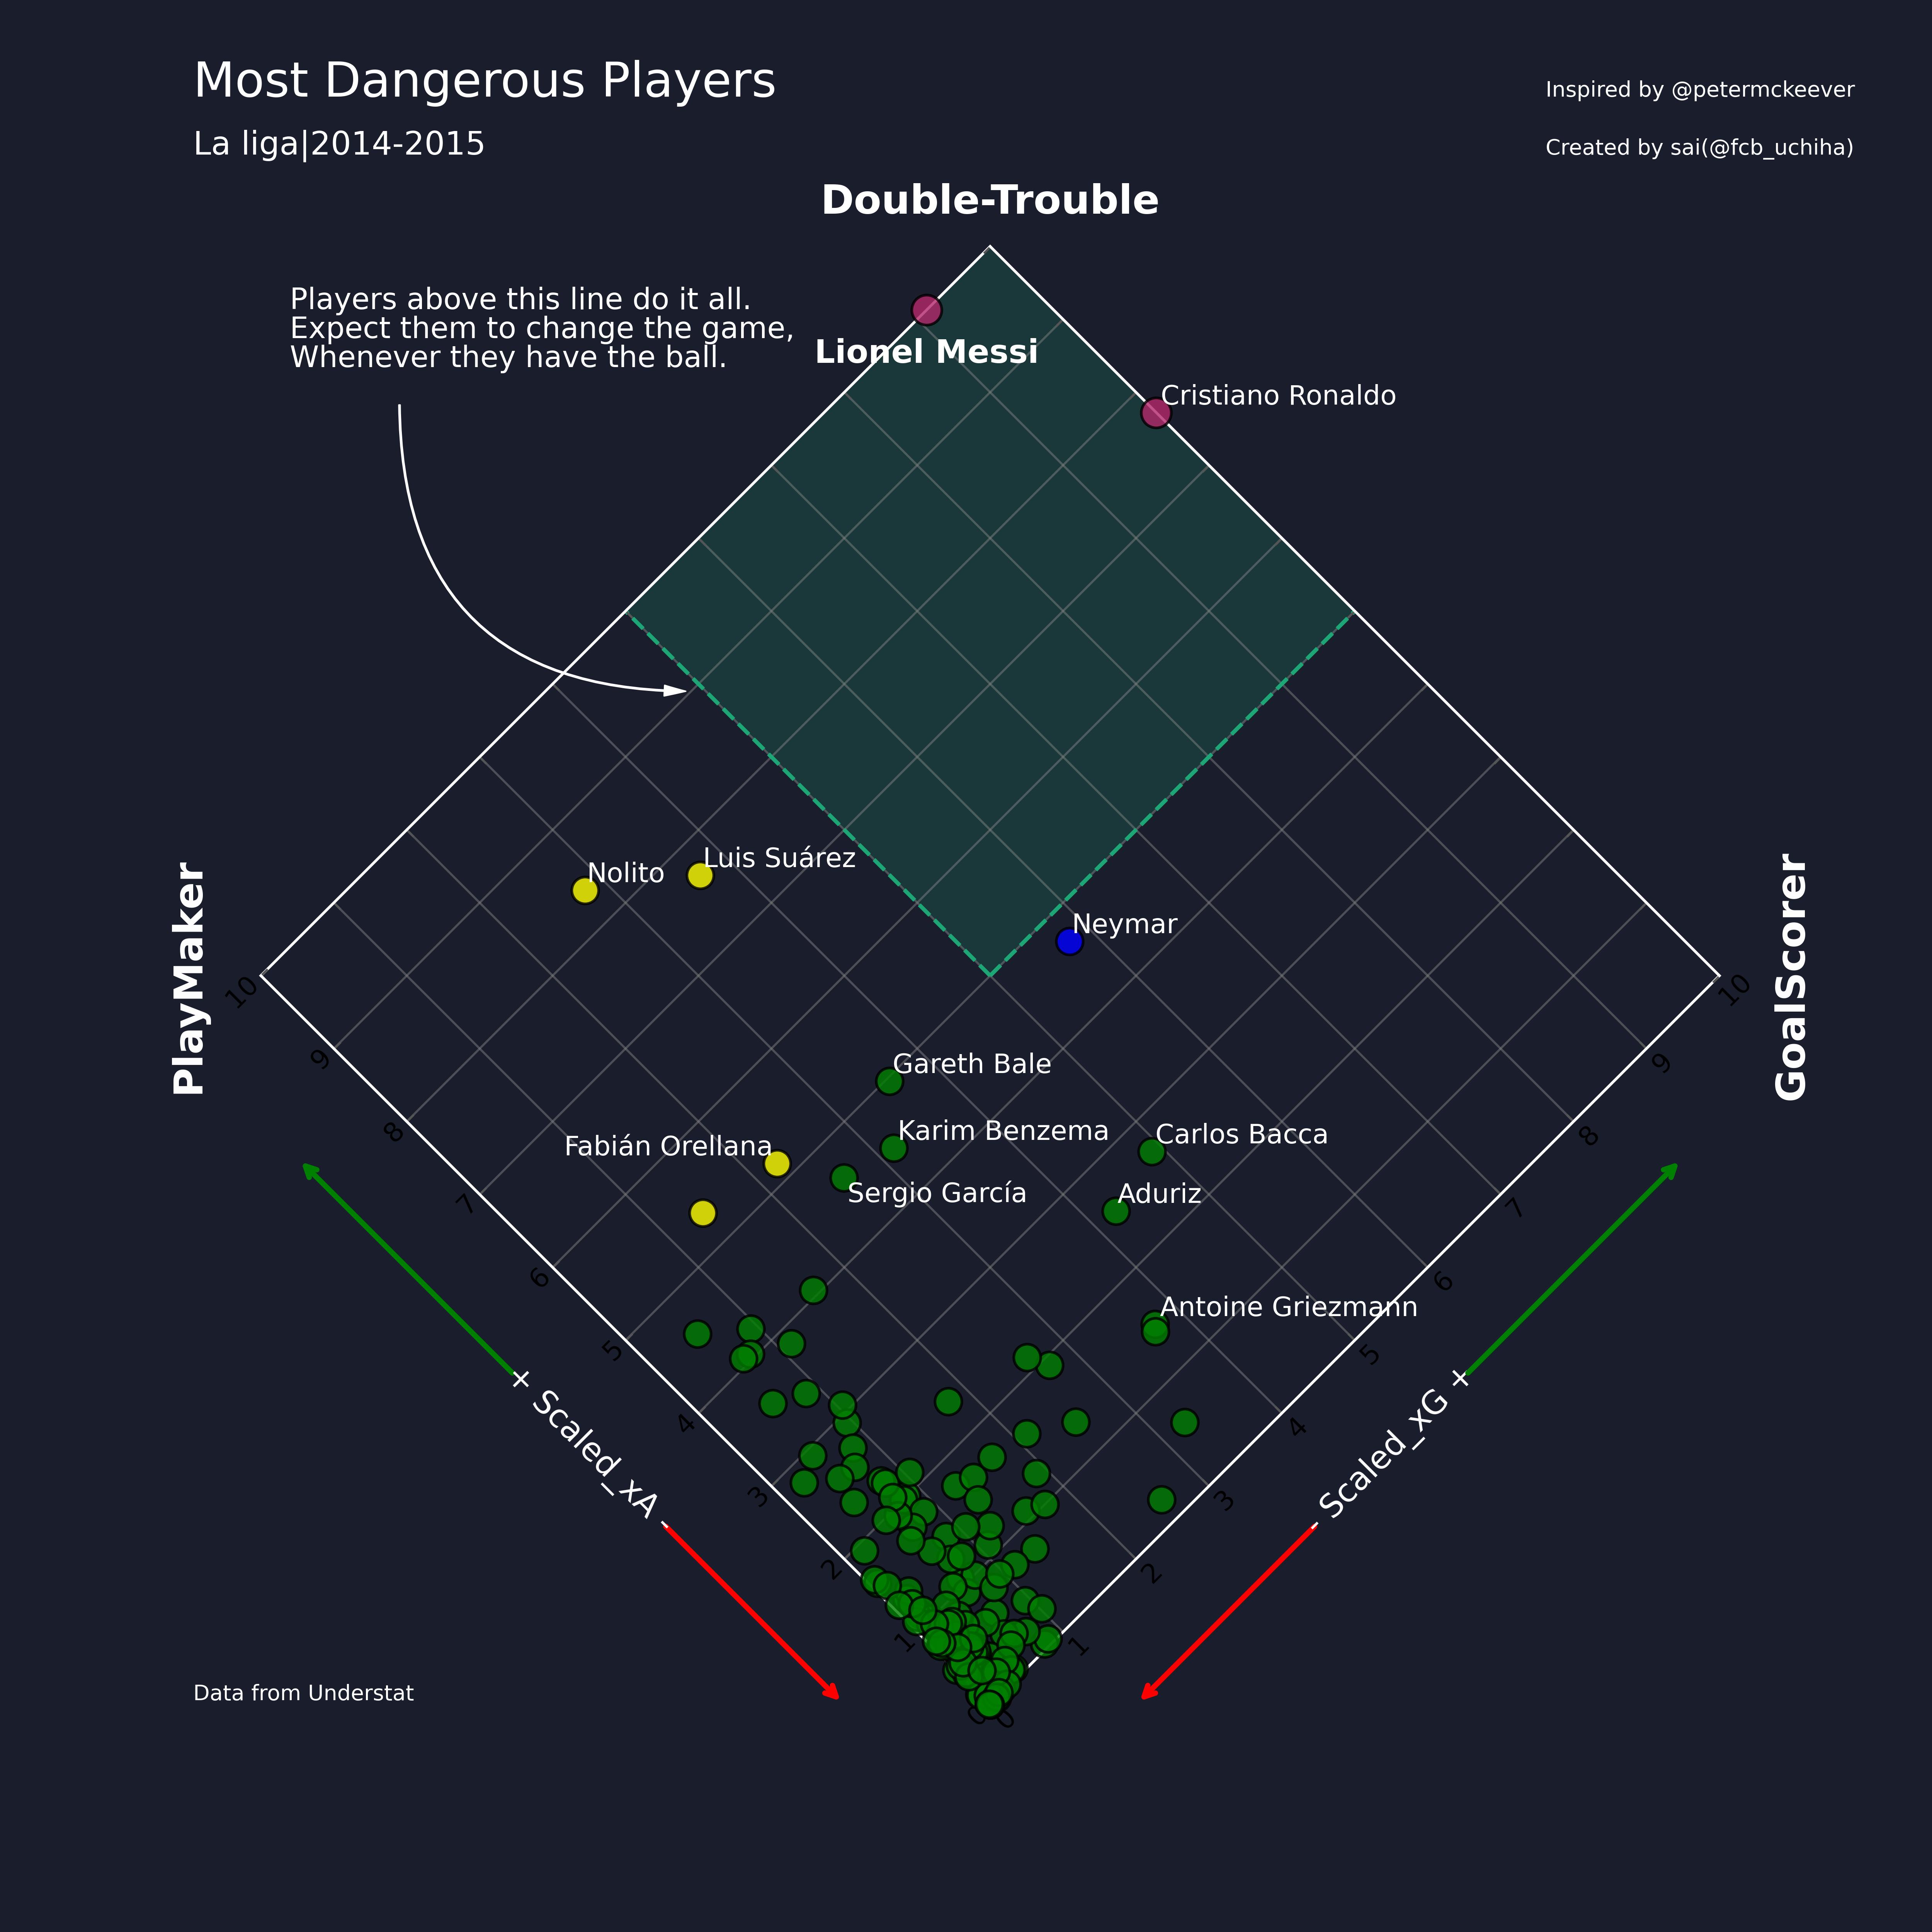 Most Dangerous Players
La liga|2014-2015
Inspired by @petermckeever
Created by sai(@fcb_uchiha)
Double-Trouble
Players above this line do it all.
Expect them to change the game,
Whenever they have the ball.
Lionel Messi
Cristiano Ronaldo
Luis Suárez
Nolito
Neymar
PlayMaker
GoalScorer
Gareth Bale
Karim Benzema
Carlos Bacca
Fabián Orellana
Sergio García
Aduriz
Antoine Griezmann
10
9
8
7
6
5
4
3
2
1
0
+ Scaled_xA -
10
9
8
7
6
5
4
3
2
1
0
- Scaled_xG +
Data from Understat